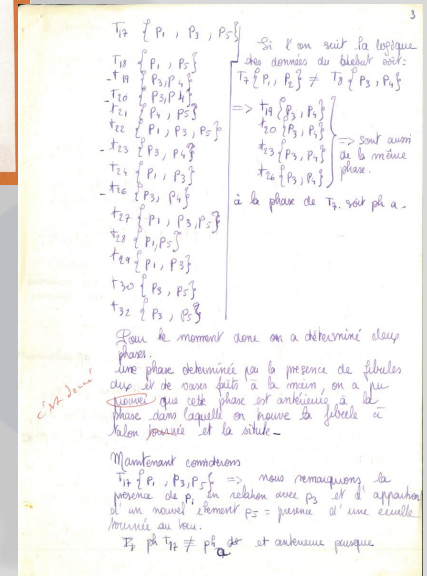 3
T17 { P1 , P3 , P5 }
T18 { P1 , P5 }
- T19 { P3, P4 }
- T20 { P3, P4 }
T21 { P4 , P5 }
T22 { P1 , P3 , P5 }
- T23 { P3 , P4 }
T24 { P1 , P3 }
- T26 { P3, P4 }
T27 { P1 , P3, P5 }
T28 { P1, P5 }
T29 { P1 , P3 }
T30 { P3 , P5 }
T32 { P3 , P5 }
Si l'on suit la logique
des données du début soit:
T7 { P1, P2 } ≠ T8 { P3, P4 }
=> T19 { P3, P4 }
T20 { P3, P4 }
T23 { P3, P4 }
T26 { P3, P4 }
=> sont aussi
de la même
phase.
à la phase de T7. soit ph a.
Pour le moment donc on a déterminé deux
phases:
une phase déterminée par la présence de fibules
dux et de vases faits à la main, on a pu
prouver que cette phase est antérieure à la
phase dans laquelle on trouve la fibule à
talon tournée et la situle -
c'est donné
Maintenant considérons
T17 { P1 , P3, P5 } => nous remarquons la
présence de P1 en relation avec P3 et d'apparition
d'un nouvel élement P5 = présence d'une écuelle
tournée au tour.
ph T17 ≠ ph a et antérieure puisque